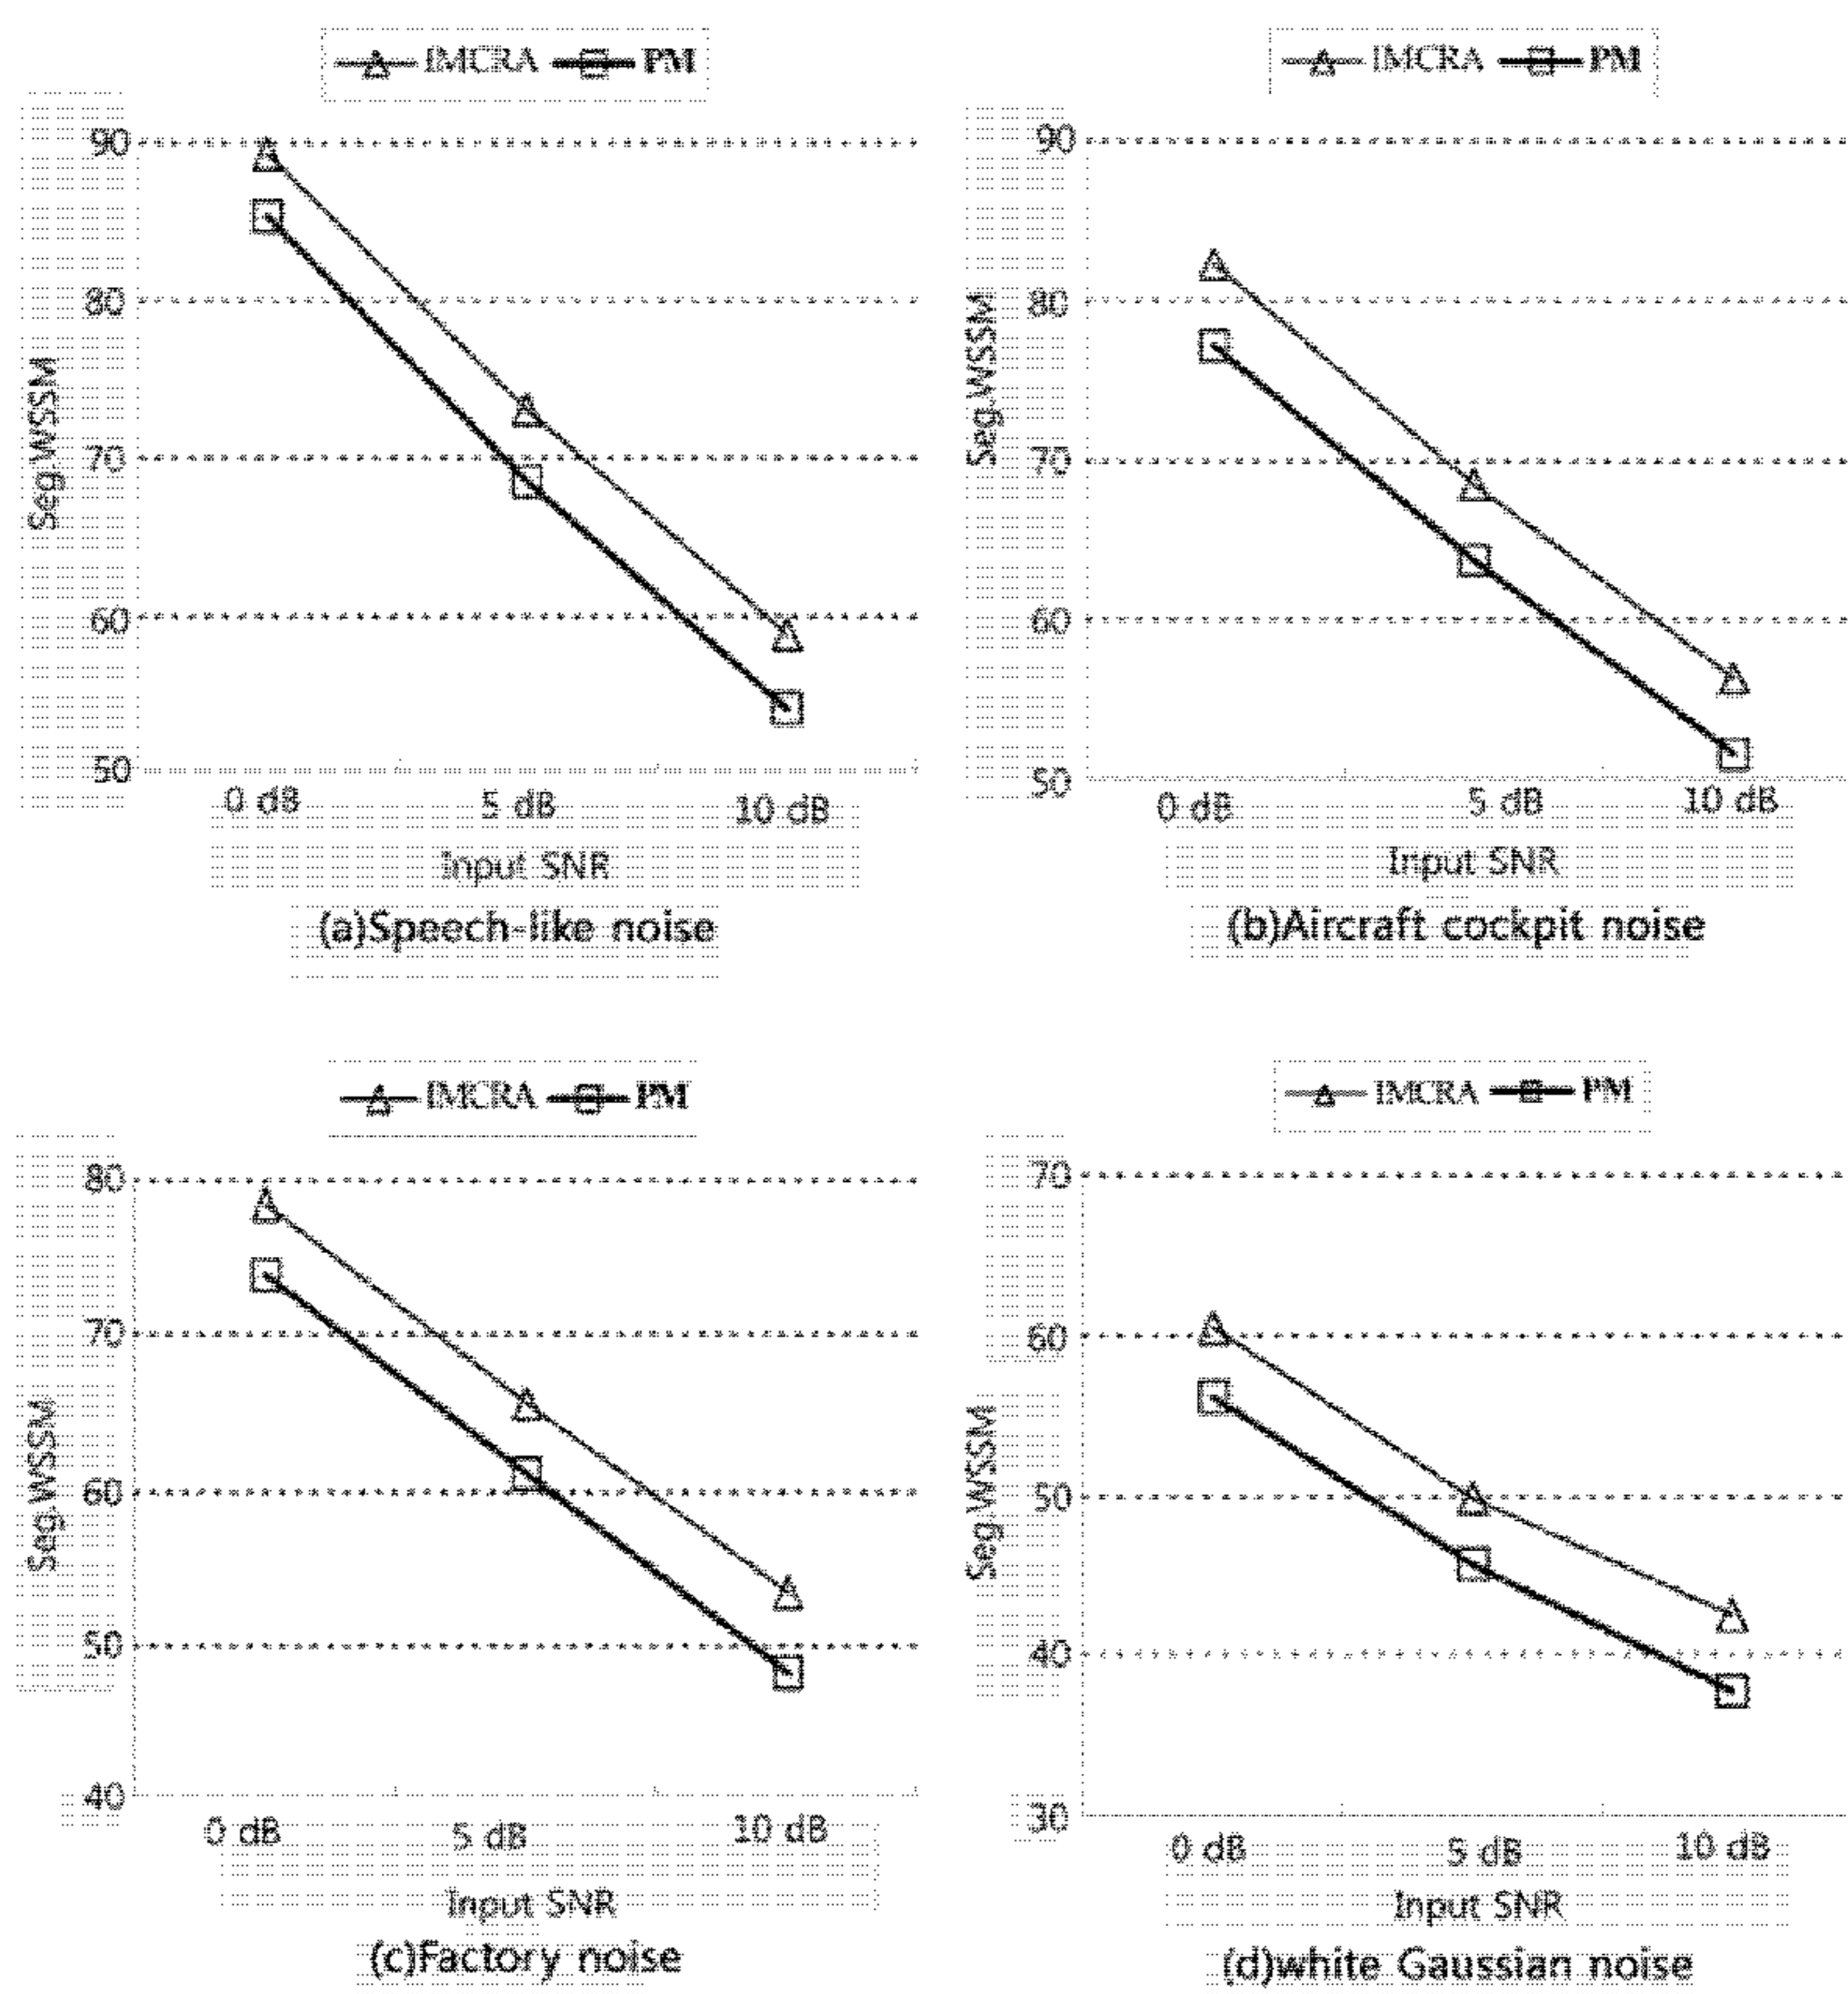 IMCRA PM
90
80
70
60
50
Seg.WSSM
0 dB 5 dB 10 dB
Input SNR
(a)Speech-like noise
IMCRA PM
90
80
70
60
50
Seg.WSSM
0 dB 5 dB 10 dB
Input SNR
(b)Aircraft cockpit noise
IMCRA PM
80
70
60
50
40
Seg.WSSM
0 dB 5 dB 10 dB
Input SNR
(c)Factory noise
IMCRA PM
70
60
50
40
30
Seg.WSSM
0 dB 5 dB 10 dB
Input SNR
(d)white Gaussian noise